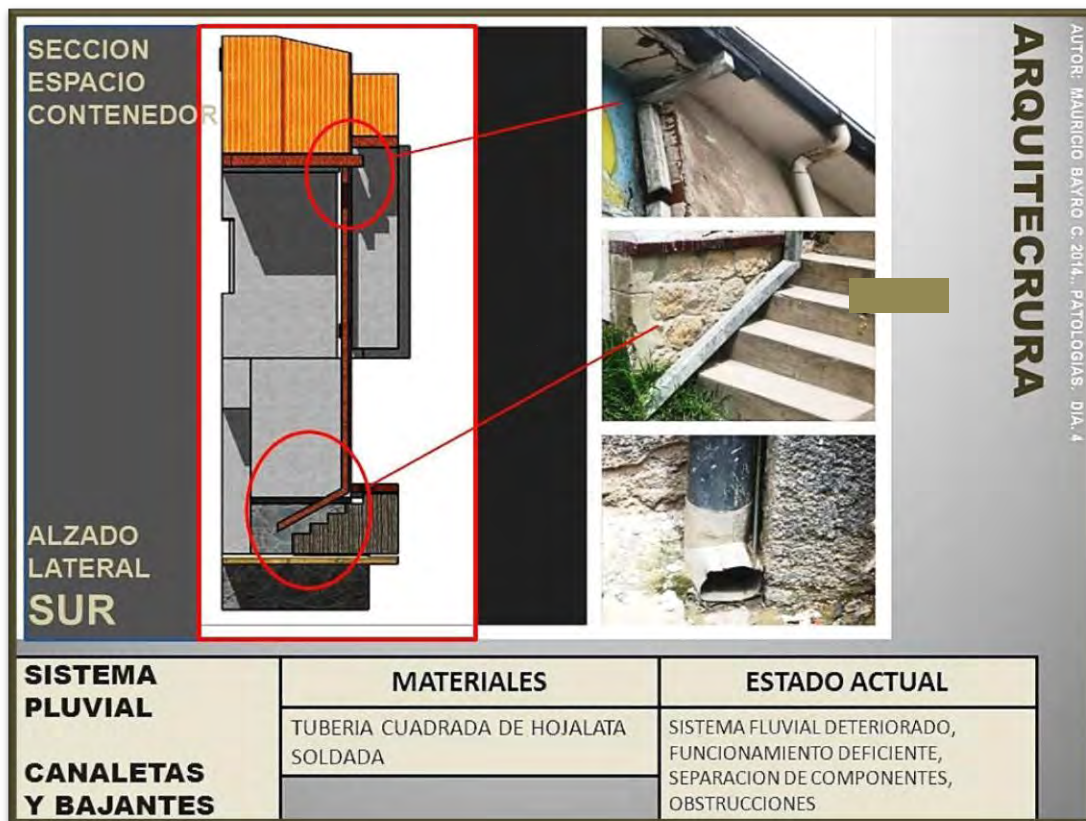 SECCION
ESPACIO
CONTENEDOR
ALZADO
LATERAL
SUR
ARQUITECRURA
AUTOR: MAURICIO BAYRO C. 2014.. PATOLOGIAS. DIA. 4
SISTEMA
PLUVIAL
CANALETAS
Y BAJANTES
MATERIALES
TUBERIA CUADRADA DE HOJALATA
SOLDADA
ESTADO ACTUAL
SISTEMA FLUVIAL DETERIORADO,
FUNCIONAMIENTO DEFICIENTE,
SEPARACION DE COMPONENTES,
OBSTRUCCIONES